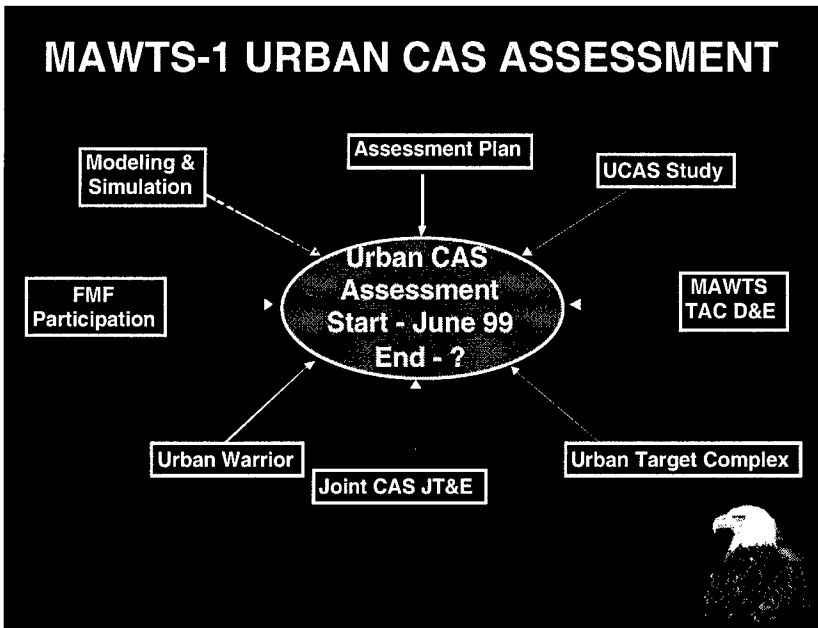 MAWTS-1 URBAN CAS ASSESSMENT
Assessment Plan
Modeling &
Simulation
UCAS Study
Urban CAS
Assessment
Start - June 99
End - ?
FMF
Participation
MAWTS
TAC D&E
Urban Warrior
Joint CAS JT&E
Urban Target Complex